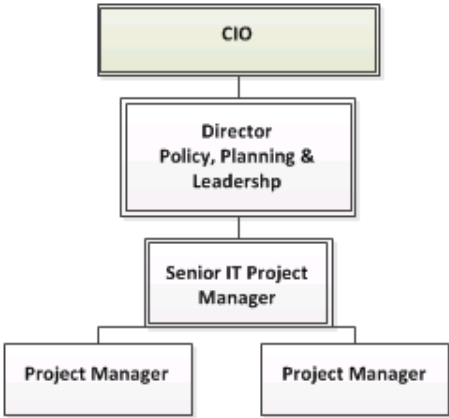 CIO
Director
Policy, Planning &
Leadershp
Senior IT Project
Manager
Project Manager
Project Manager